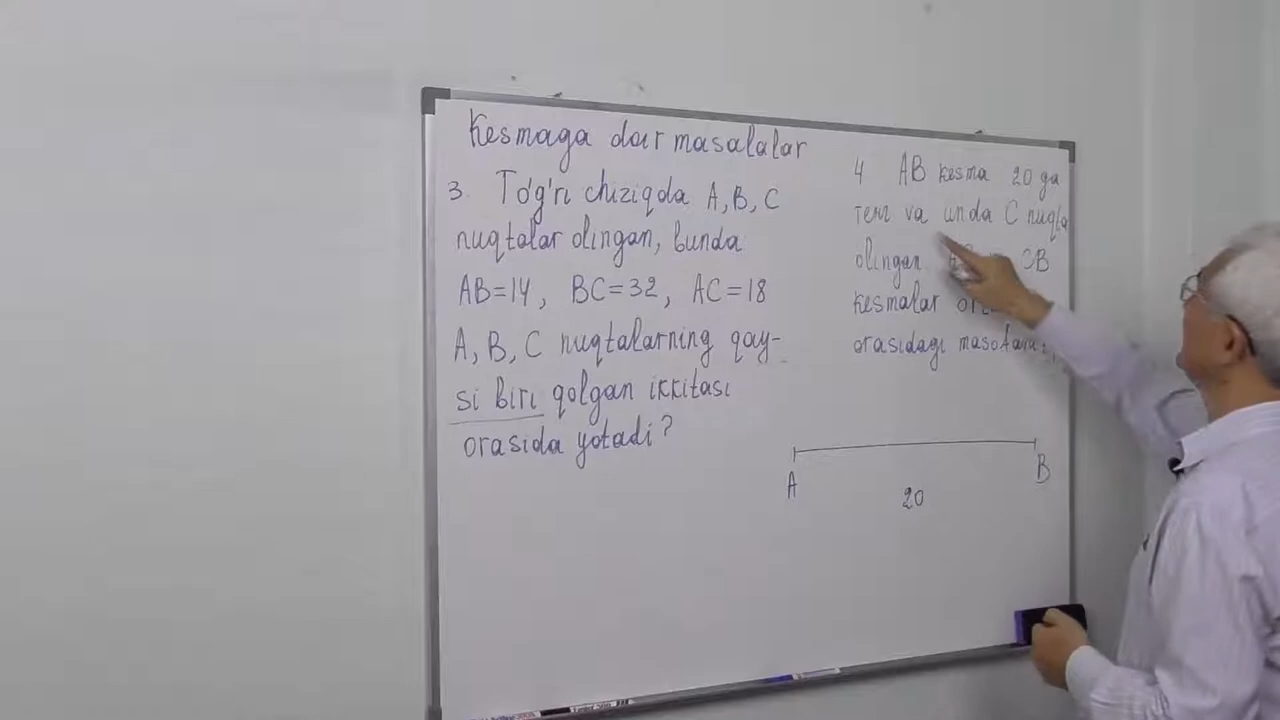 Kesmaga doir masalalar
3. To'g'ri chiziqda A, B, C
nuqtalar olingan, bunda
AB=14, BC=32, AC=18
A, B, C nuqtalarning qay-
si biri qolgan ikkitasi
orasida yotadi?
4 AB kesma 20 ga
teng va unda C nuqta
olingan CB
kesmalar
orasidagi
A
B
20